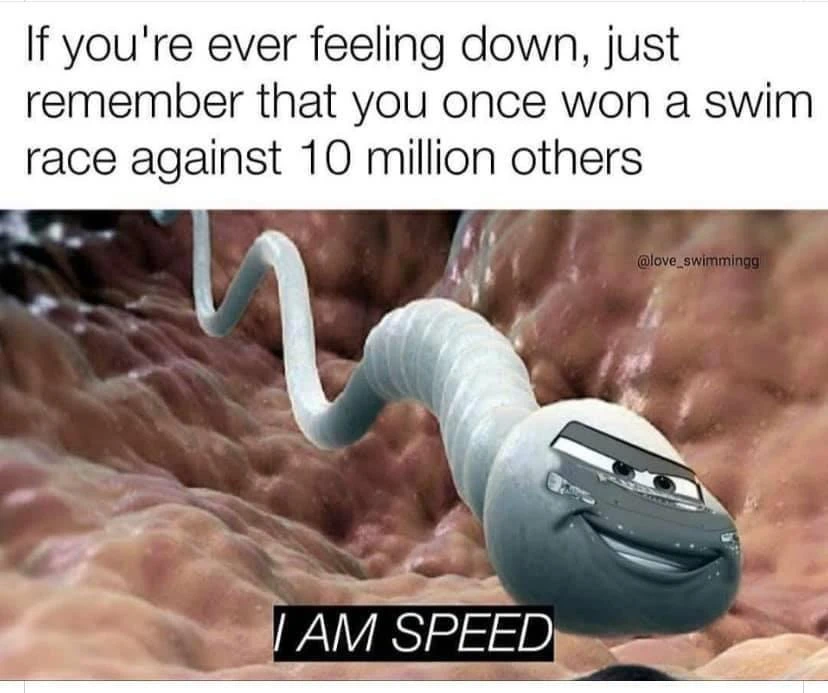 If you're ever feeling down, just
remember that you once won a swim
race against 10 million others
@love_swimmingg
I AM SPEED